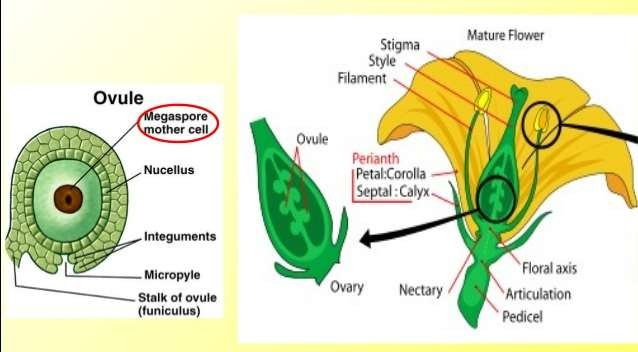 Ovule
Megaspore
mother cell
Nucellus
Integuments
Micropyle
Stalk of ovule
(funiculus)
Mature Flower
Stigma
Style
Filament
Ovule
Perianth
Petal:Corolla
Septal : Calyx
Ovary
Nectary
Floral axis
Articulation
Pedicel